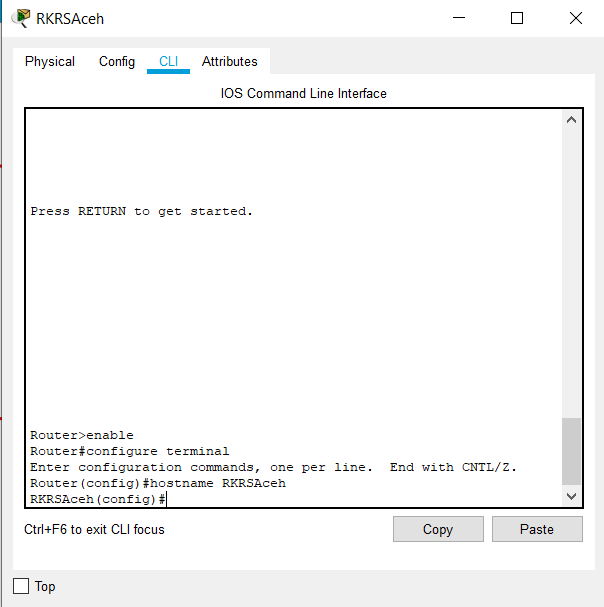 RKRSAceh
Physical Config CLI Attributes
IOS Command Line Interface
Press RETURN to get started.
Router>enable
Router#configure terminal
Enter configuration commands, one per line.  End with CNTL/Z.
Router(config)#hostname RKRSAceh
RKRSAceh(config)#
Ctrl+F6 to exit CLI focus
Copy Paste
Top